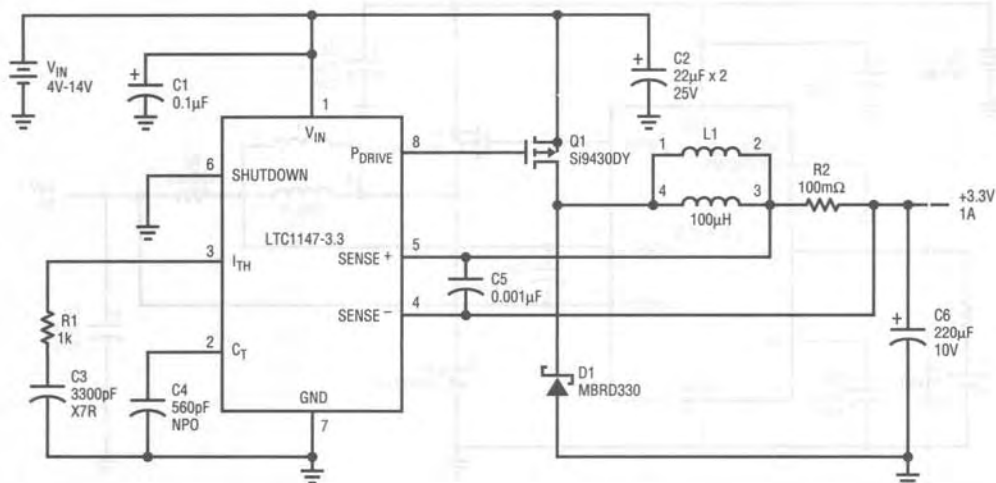 V_IN
4V-14V
C1
0.1µF
+
1
V_IN
C2
22µF x 2
25V
+
P_DRIVE
8
Q1
Si9430DY
L1
1
2
4
3
100µH
R2
100mΩ
+3.3V
1A
6
SHUTDOWN
LTC1147-3.3
3
I_TH
SENSE +
5
C5
0.001µF
SENSE –
4
R1
1k
2
C_T
C3
3300pF
X7R
C4
560pF
NPO
GND
7
D1
MBRD330
+
C6
220µF
10V